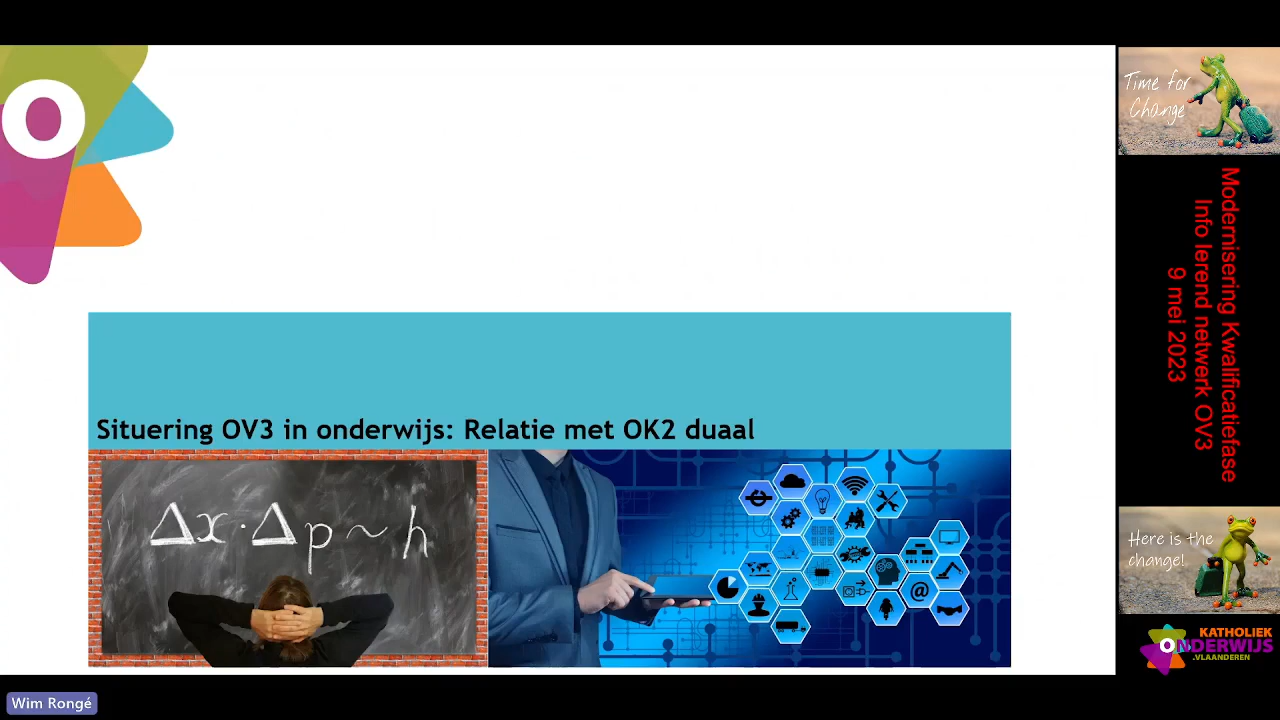 O
Situering OV3 in onderwijs: Relatie met OK2 duaal
Δx·Δp~h
@
Time for
Change
Modernisering Kwalificatiefase
Info lerend netwerk OV3
9 mei 2023
Here is the
change!
KATHOLIEK
ONDERWIJS
.VLAANDEREN
Wim Rongé